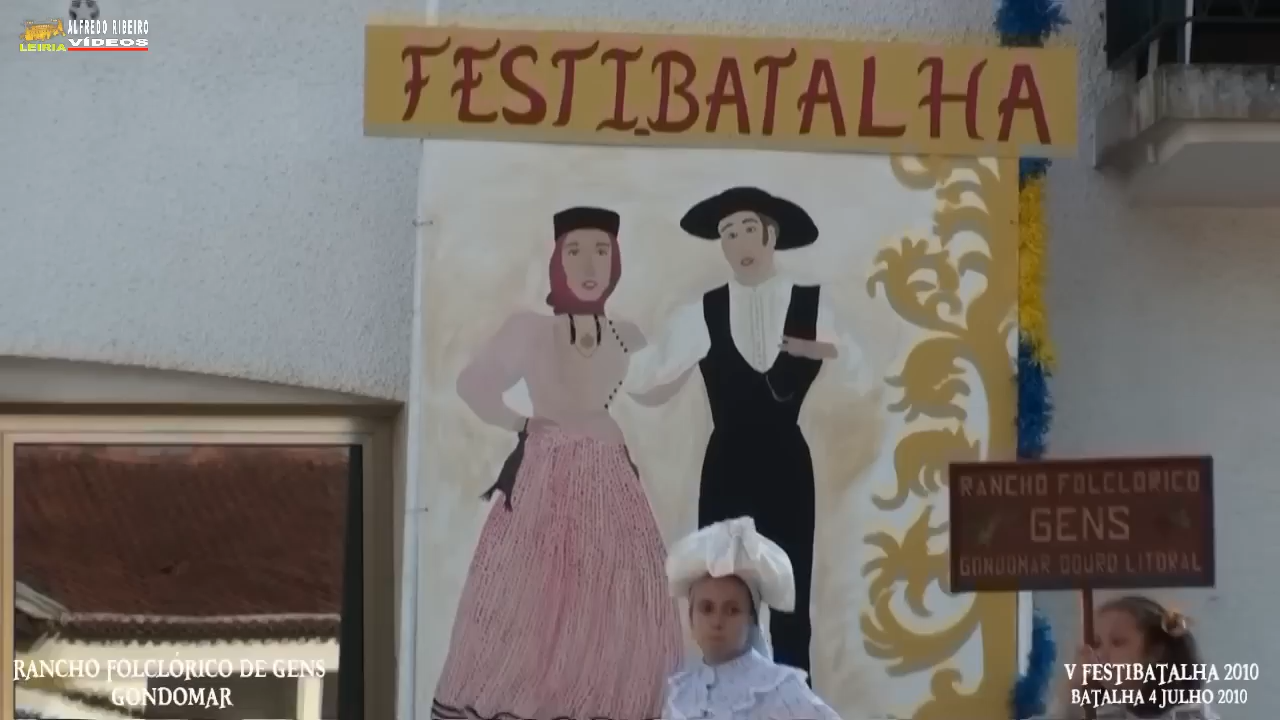 ALFREDO RIBEIRO
LEIRIA VÍDEOS
FESTIBATALHA
RANCHO FOLCLORICO
GENS
GONDOMAR DOURO LITORAL
RANCHO FOLCLÓRICO DE GENS
GONDOMAR
V FESTIBATALHA 2010
BATALHA 4 JULHO 2010